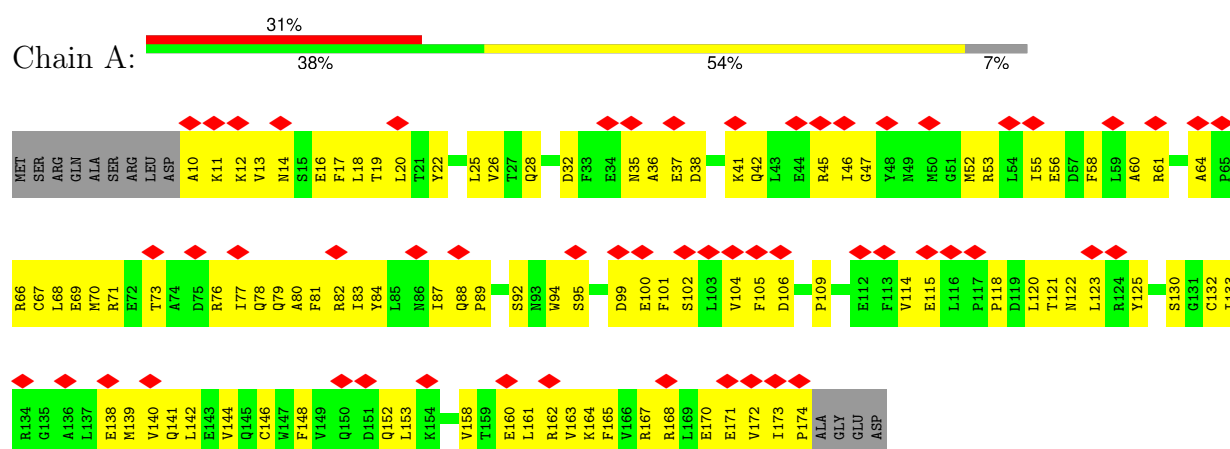 31%
Chain A:
38% 54% 7%
MET SER ARG GLN ALA SER ARG LEU ASP A10 K11 K12 V13 N14 S15 E16 F17 L18 T19 L20 T21 Y22 L25 V26 T27 Q28 D32 F33 E34 N35 A36 E37 D38 K41 Q42 L43 E44 R45 I46 G47 Y48 N49 M50 G51 M52 R53 L54 I55 E56 D57 F58 L59 A60 R61 A64 P65
R66 C67 L68 E69 M70 R71 E72 T73 A74 D75 R76 I77 Q78 Q79 A80 F81 R82 I83 Y84 L85 N86 I87 Q88 P89 S92 N93 W94 S95 D99 E100 F101 S102 L103 V104 F105 D106 P109 E112 F113 V114 E115 L116 P117 P118 D119 L120 T121 N122 L123 R124 Y125 S130 G131 C132 I133
R134 G135 A136 L137 E138 M139 V140 Q141 L142 E143 V144 Q145 C146 W147 F148 V149 Q150 D151 Q152 L153 K154 V158 T159 E160 L161 R162 V163 K164 F165 V166 R167 R168 L169 E170 E171 V172 I173 P174 ALA GLY GLU ASP